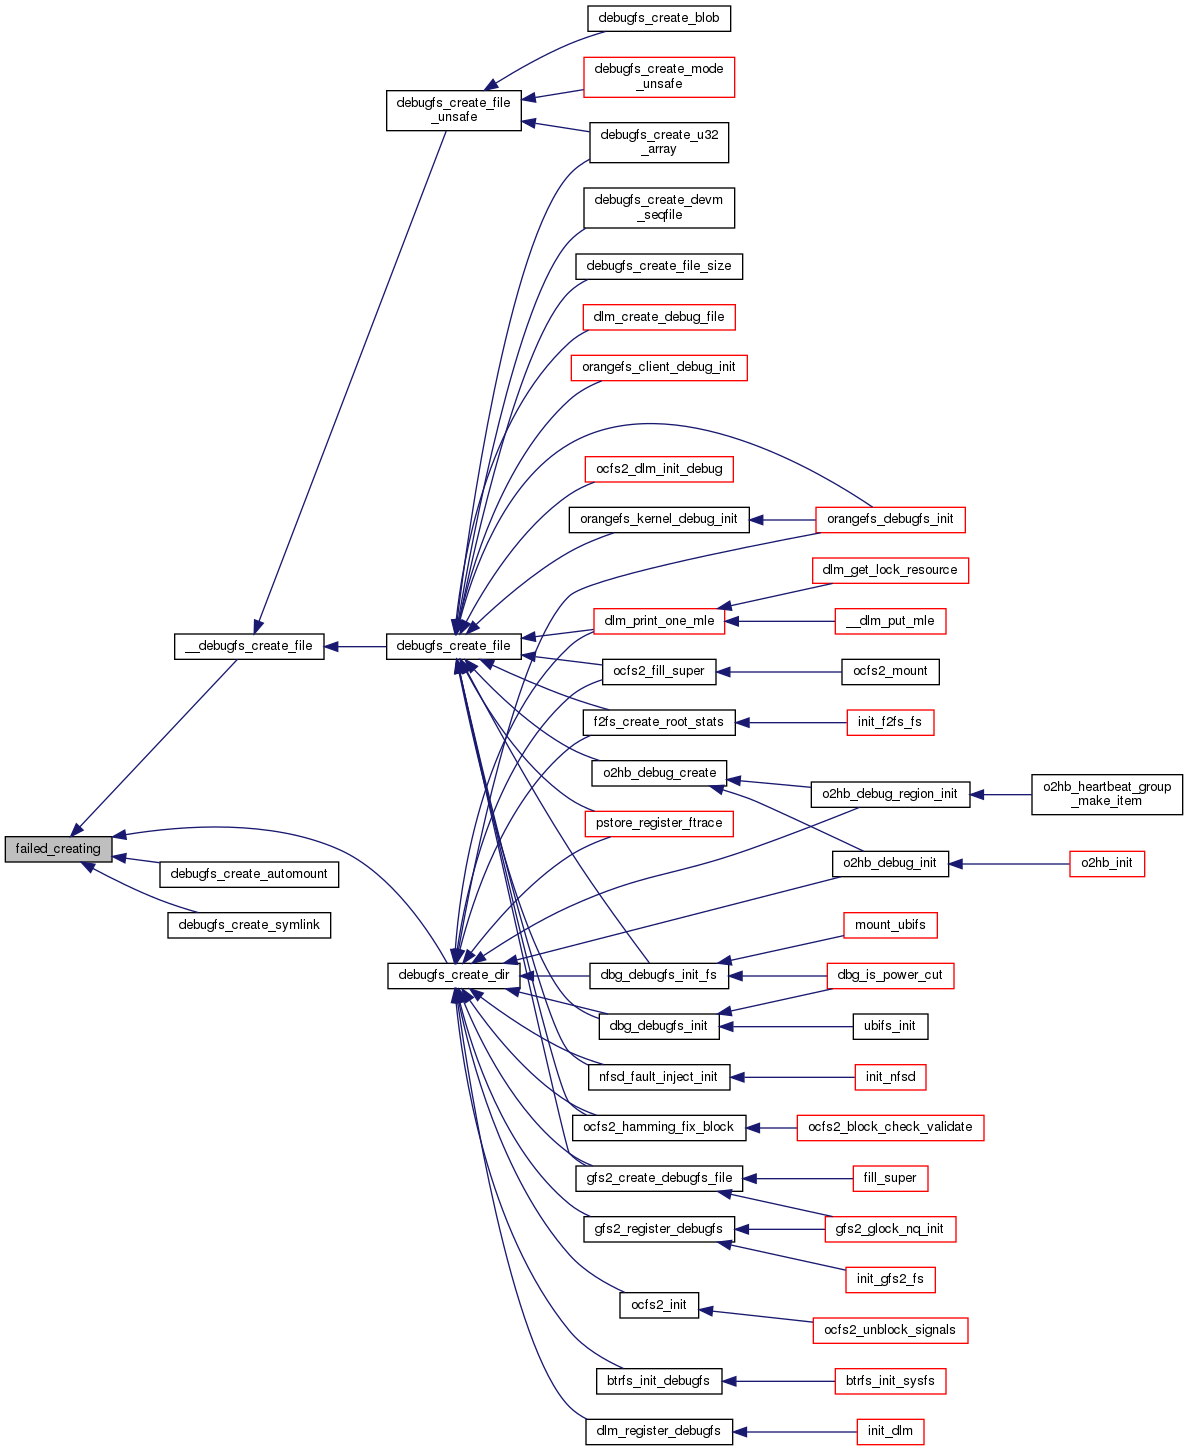 debugfs_create_blob
debugfs_create_mode
_unsafe
debugfs_create_file
_unsafe
debugfs_create_u32
_array
debugfs_create_devm
_seqfile
debugfs_create_file_size
dlm_create_debug_file
orangefs_client_debug_init
ocfs2_dlm_init_debug
orangefs_kernel_debug_init
orangefs_debugfs_init
dlm_get_lock_resource
dlm_print_one_mle
__dlm_put_mle
__debugfs_create_file
debugfs_create_file
ocfs2_fill_super
ocfs2_mount
f2fs_create_root_stats
init_f2fs_fs
o2hb_debug_create
o2hb_debug_region_init
o2hb_heartbeat_group
_make_item
pstore_register_ftrace
failed_creating
o2hb_debug_init
o2hb_init
debugfs_create_automount
debugfs_create_symlink
mount_ubifs
debugfs_create_dir
dbg_debugfs_init_fs
dbg_is_power_cut
dbg_debugfs_init
ubifs_init
nfsd_fault_inject_init
init_nfsd
ocfs2_hamming_fix_block
ocfs2_block_check_validate
gfs2_create_debugfs_file
fill_super
gfs2_register_debugfs
gfs2_glock_nq_init
init_gfs2_fs
ocfs2_init
ocfs2_unblock_signals
btrfs_init_debugfs
btrfs_init_sysfs
dlm_register_debugfs
init_dlm